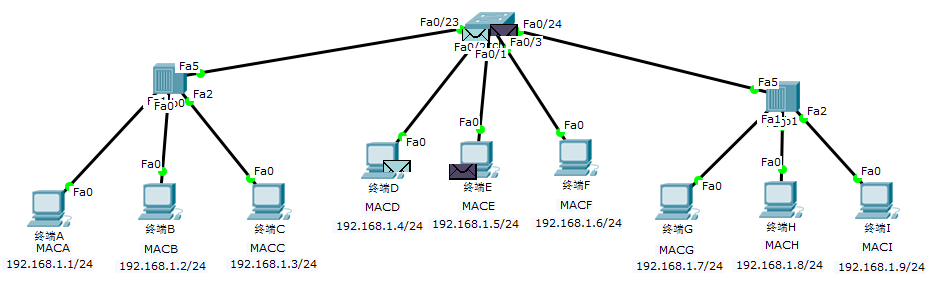 Fa0/23
Fa0/24
Fa0/3
Fa0/1
Fa5
Fa2
Fa0
Fa5
Fa2
Fa1
Fa0
Fa0
Fa0
Fa0
Fa0
Fa0
Fa0
Fa0
Fa0
终端A
MACA
192.168.1.1/24
终端B
MACB
192.168.1.2/24
终端C
MACC
192.168.1.3/24
终端D
MACD
192.168.1.4/24
终端E
MACE
192.168.1.5/24
终端F
MACF
192.168.1.6/24
终端G
MACG
192.168.1.7/24
终端H
MACH
192.168.1.8/24
终端I
MACI
192.168.1.9/24